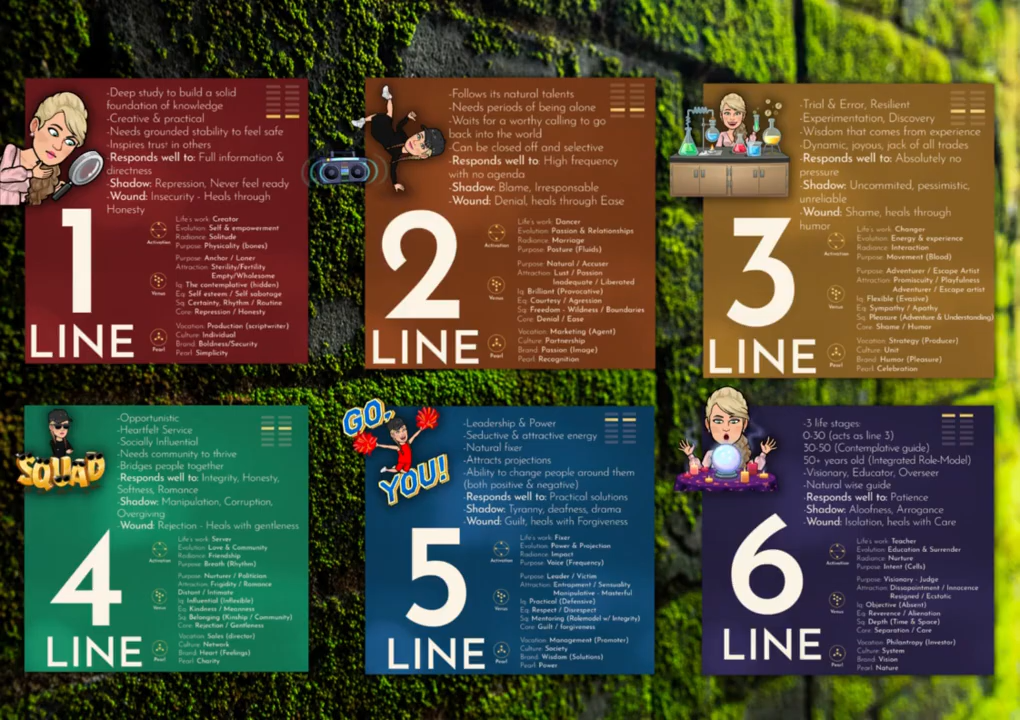 -Deep study to build a solid
foundation of knowledge
-Creative & practical
-Needs grounded stability to feel safe
-Inspires trust in others
-Responds well to: Full information &
directness
-Shadow: Repression, Never feel ready
-Wound: Insecurity - Heals through
Honesty
1
LINE
Activation
Life's work: Creator
Evolution: Self & empowerment
Radiance: Solitude
Purpose: Physicality (bones)
Venus
Purpose: Anchor / Loner
Attraction: Sterility/Fertility
Empty/Wholesome
Iq: The contemplative (hidden)
Eq: Self esteem / Self sabotage
Sq: Certainty, Rhythm / Routine
Core: Repression / Honesty
Pearl
Vocation: Production (scriptwriter)
Culture: Individual
Brand: Boldness/Security
Pearl: Simplicity
-Follows its natural talents
-Needs periods of being alone
-Waits for a worthy calling to go
back into the world
-Can be closed off and selective
-Responds well to: High frequency
with no agenda
-Shadow: Blame, Irresponsable
-Wound: Denial, heals through Ease
2
LINE
Activation
Life's work: Dancer
Evolution: Passion & Relationships
Radiance: Marriage
Purpose: Posture (Fluids)
Venus
Purpose: Natural / Accuser
Attraction: Lust / Passion
Inadequate / Liberated
Iq: Brilliant (Provocative)
Eq: Courtesy / Agression
Sq: Freedom - Wildness / Boundaries
Core: Denial / Ease
Pearl
Vocation: Marketing (Agent)
Culture: Partnership
Brand: Passion (Image)
Pearl: Recognition
-Trial & Error, Resilient
-Experimentation, Discovery
-Wisdom that comes from experience
-Dynamic, joyous, jack of all trades
-Responds well to: Absolutely no
pressure
-Shadow: Uncommited, pessimistic,
unreliable
-Wound: Shame, heals through
humor
3
LINE
Activation
Life's work: Changer
Evolution: Energy & experience
Radiance: Interaction
Purpose: Movement (Blood)
Venus
Purpose: Adventurer / Escape Artist
Attraction: Promiscuity / Playfulness
Adventurer / Escape artist
Iq: Flexible (Evasive)
Eq: Sympathy / Apathy
Sq: Pleasure (Adventure & Understanding)
Core: Shame / Humor
Pearl
Vocation: Strategy (Producer)
Culture: Unit
Brand: Humor (Pleasure)
Pearl: Celebration
SQUAD
-Opportunistic
-Heartfelt Service
-Socially Influential
-Needs community to thrive
-Bridges people together
-Responds well to: Integrity, Honesty,
Softness, Romance
-Shadow: Manipulation, Corruption,
Overgiving
-Wound: Rejection - Heals with gentleness
4
LINE
Activation
Life's work: Server
Evolution: Love & Community
Radiance: Friendship
Purpose: Breath (Rhythm)
Venus
Purpose: Nurturer / Politician
Attraction: Frigidity / Romance
Distant / Intimate
Iq: Influential (Inflexible)
Eq: Kindness / Meanness
Sq: Belonging (Kinship / Community)
Core: Rejection / Gentleness
Pearl
Vocation: Sales (director)
Culture: Network
Brand: Heart (Feelings)
Pearl: Charity
GO,
YOU!
-Leadership & Power
-Seductive & attractive energy
-Natural fixer
-Attracts projections
-Ability to change people around them
(both positive & negative)
-Responds well to: Practical solutions
-Shadow: Tyranny, deafness, drama
-Wound: Guilt, heals with Forgiveness
5
LINE
Activation
Life's work: Fixer
Evolution: Power & Projection
Radiance: Impact
Purpose: Voice (Frequency)
Venus
Purpose: Leader / Victim
Attraction: Entrapment / Sensuality
Manipulative - Masterful
Iq: Practical (Defensive)
Eq: Respect / Disrespect
Sq: Mentoring (Rolemodel w/ Integrity)
Core: Guilt / forgiveness
Pearl
Vocation: Management (Promoter)
Culture: Society
Brand: Wisdom (Solutions)
Pearl: Power
-3 life stages:
0-30 (acts as line 3)
30-50 (Contemplative guide)
50+ years old (Integrated Role-Model)
-Visionary, Educator, Overseer
-Natural wise guide
-Responds well to: Patience
-Shadow: Aloofness, Arrogance
-Wound: Isolation, heals with Care
6
LINE
Activation
Life's work: Teacher
Evolution: Education & Surrender
Radiance: Nurture
Purpose: Intent (Cells)
Venus
Purpose: Visionary - Judge
Attraction: Dissapointment / Innocence
Resigned / Ecstatic
Iq: Objective (Absent)
Eq: Reverence / Alienation
Sq: Depth (Time & Space)
Core: Separation / Care
Pearl
Vocation: Philantropy (Investor)
Culture: System
Brand: Vision
Pearl: Nature